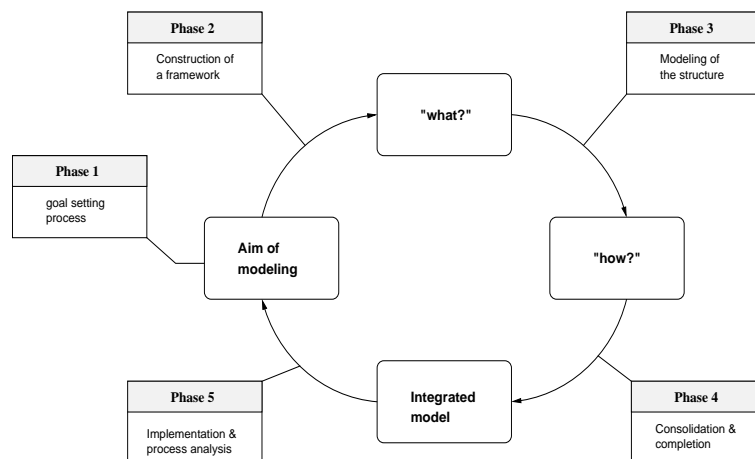 Phase 2
Construction of
a framework
Phase 3
Modeling of
the structure
"what?"
Phase 1
goal setting
process
Aim of
modeling
"how?"
Phase 5
Implementation &
process analysis
Integrated
model
Phase 4
Consolidation &
completion